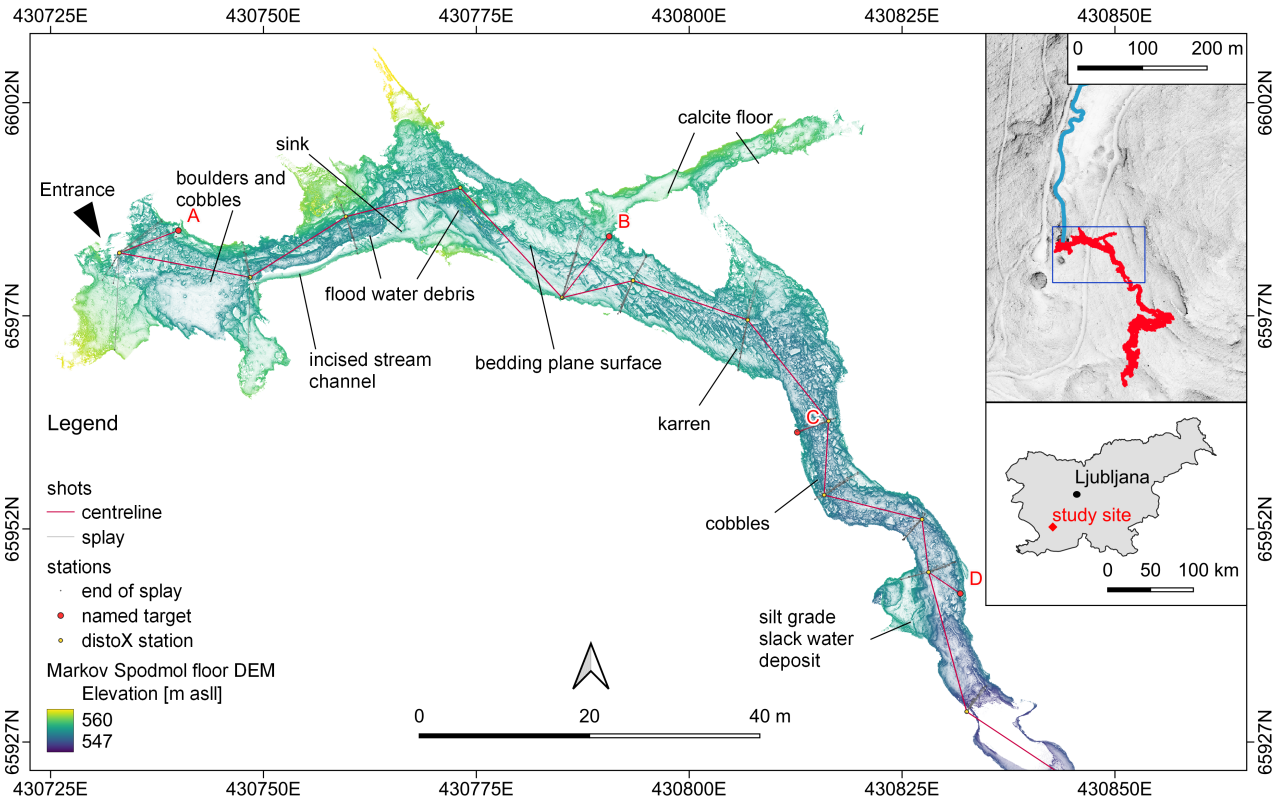 430725E 430750E 430775E 430800E 430825E 430850E
66002N
65977N
65952N
65927N
66002N
65977N
65952N
65927N
0 100 200 m
calcite floor
sink
boulders and
cobbles
Entrance
A
B
flood water debris
incised stream
channel
bedding plane surface
karren
C
cobbles
D
silt grade
slack water
deposit
Ljubljana
study site
0 50 100 km
Legend
shots
centreline
splay
stations
end of splay
named target
distoX station
Markov Spodmol floor DEM
Elevation [m asll]
560
547
0 20 40 m
430725E 430750E 430775E 430800E 430825E 430850E